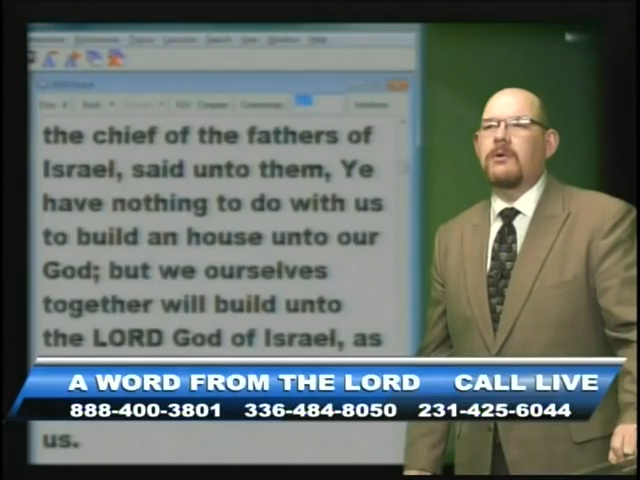 the chief of the fathers of
Israel, said unto them, Ye
have nothing to do with us
to build an house unto our
God; but we ourselves
together will build unto
the LORD God of Israel, as
A WORD FROM THE LORD CALL LIVE
888-400-3801 336-484-8050 231-425-6044
us.